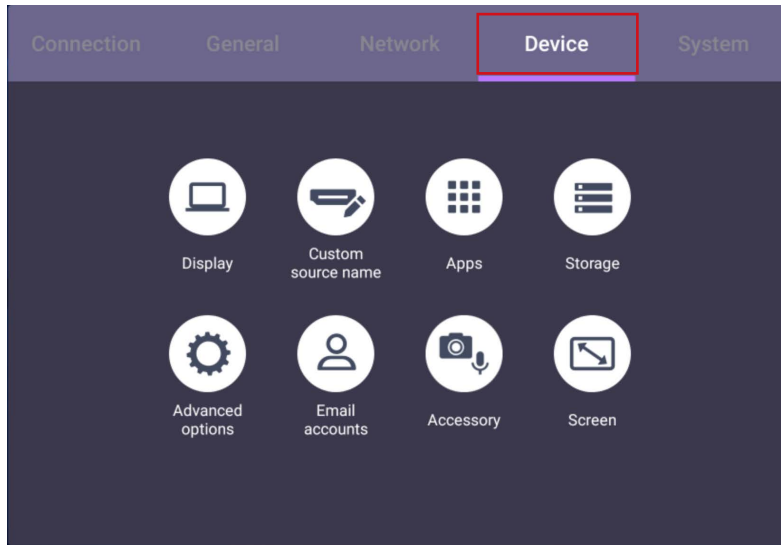 Connection General Network Device System
Display
Custom
source name
Apps
Storage
Advanced
options
Email
accounts
Accessory
Screen